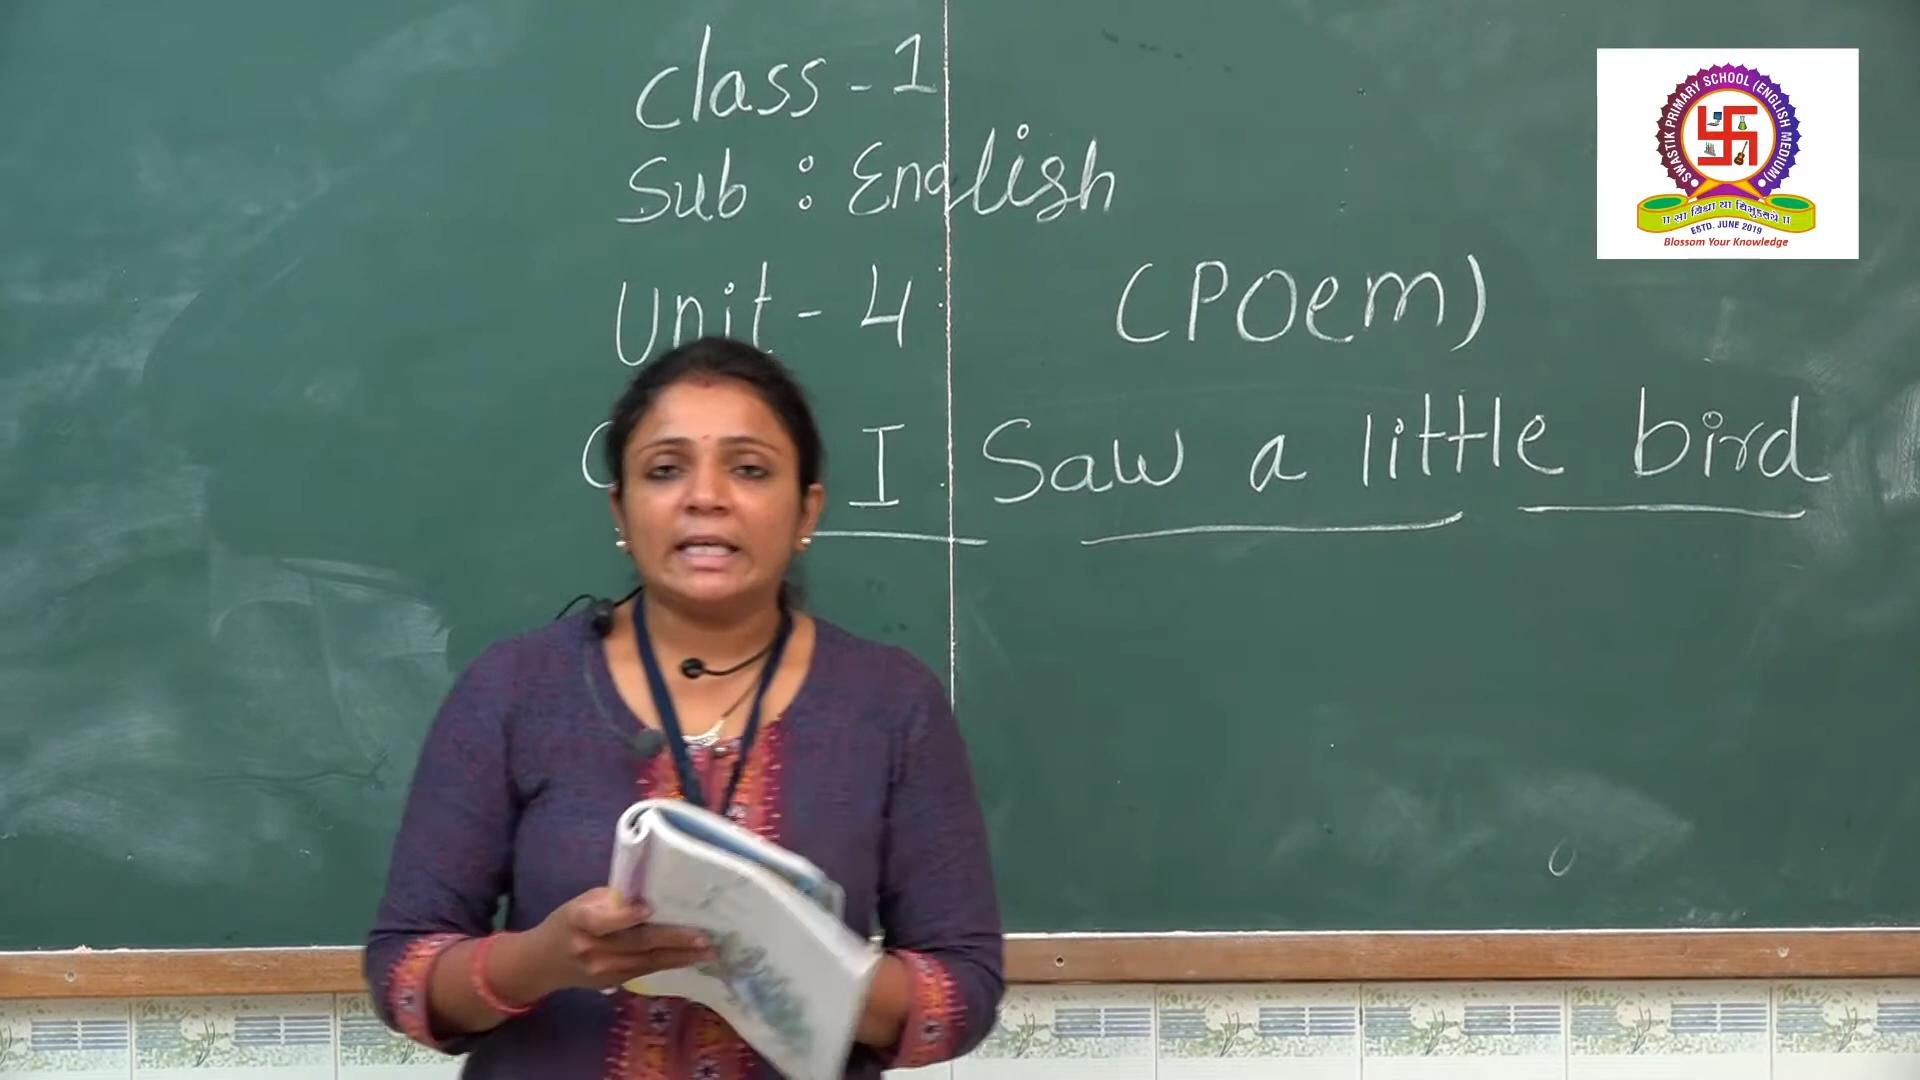 Class - 1
Sub : English
Unit - 4 (Poem)
I Saw a little bird
SWASTIK PRIMARY SCHOOL (ENGLISH MEDIUM)
॥ सा विद्या या विमुक्तये ॥
ESTD. JUNE 2019
Blossom Your Knowledge